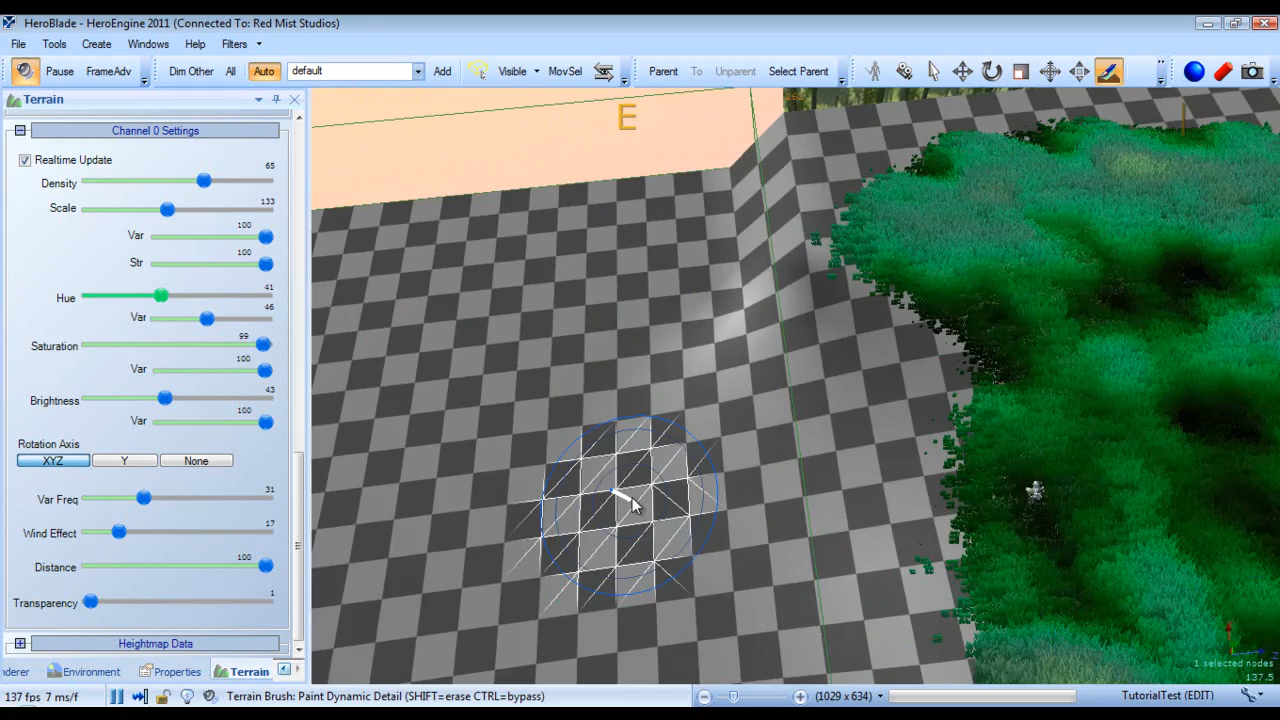 HeroBlade - HeroEngine 2011 (Connected To: Red Mist Studios)
File Tools Create Windows Help Filters
Pause FrameAdv Dim Other All Auto default Add Visible MovSel Parent To Unparent Select Parent
Terrain
Channel 0 Settings
Realtime Update
Density 65
Scale 133
Var 100
Str 100
Hue 41
Var 46
Saturation 99
Var 100
Brightness 43
Var 100
Rotation Axis
XYZ Y None
Var Freq 31
Wind Effect 17
Distance 100
Transparency 1
Heightmap Data
nderer Environment Properties Terrain
E
1 selected nodes
137.5
137 fps 7 ms/f Terrain Brush: Paint Dynamic Detail (SHIFT=erase CTRL=bypass) (1029 x 634) TutorialTest (EDIT)